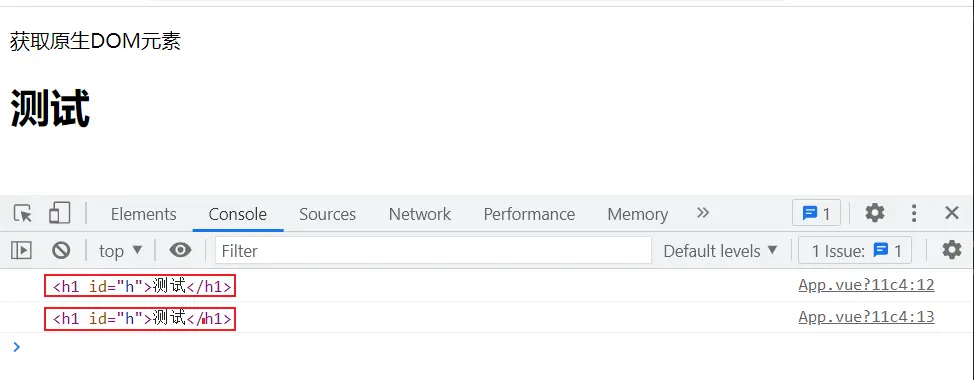 获取原生DOM元素
测试
Elements Console Sources Network Performance Memory 1
top Filter Default levels 1 Issue: 1
<h1 id="h">测试</h1> App.vue?11c4:12
<h1 id="h">测试</h1> App.vue?11c4:13